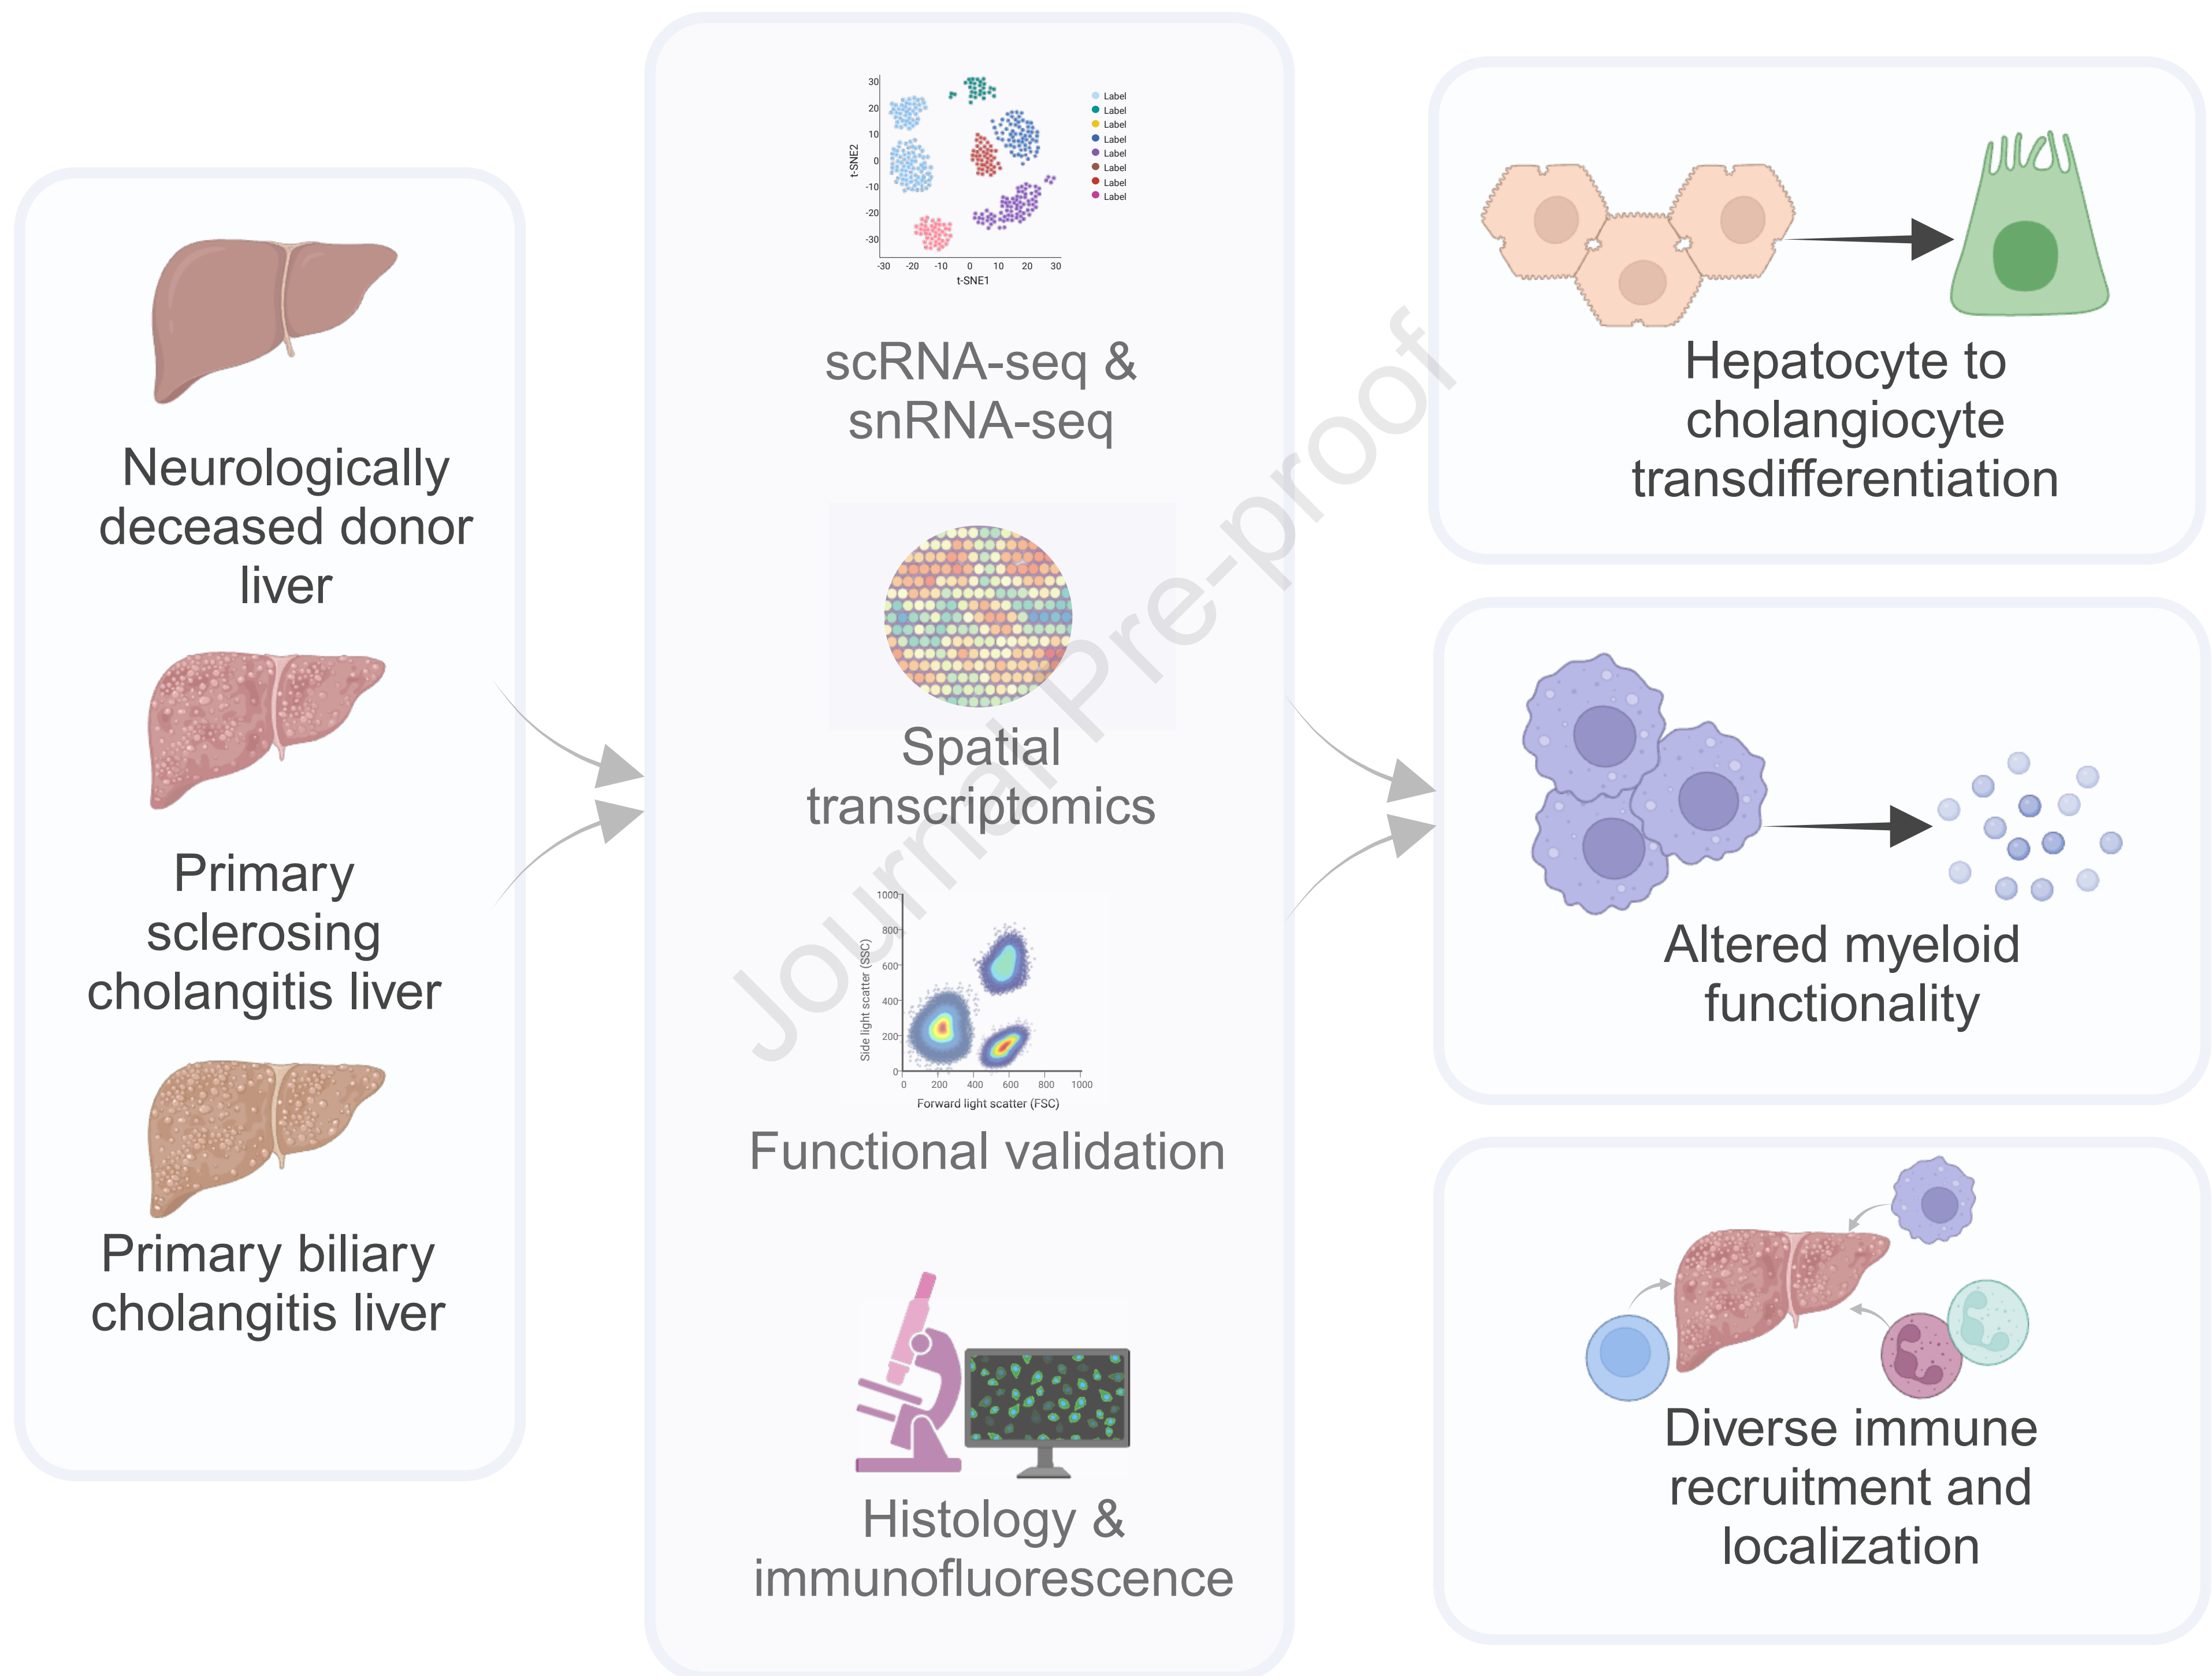 Neurologically
deceased donor
liver
Primary
sclerosing
cholangitis liver
Primary biliary
cholangitis liver
30
20
10
0
-10
-20
-30
t-SNE2
-30 -20 -10 0 10 20 30
t-SNE1
Label
Label
Label
Label
Label
Label
Label
Label
scRNA-seq &
snRNA-seq
Spatial
transcriptomics
1000
800
600
400
200
0
Side light scatter (SSC)
0 200 400 600 800 1000
Forward light scatter (FSC)
Functional validation
Histology &
immunofluorescence
Journal Pre-proof
Hepatocyte to
cholangiocyte
transdifferentiation
Altered myeloid
functionality
Diverse immune
recruitment and
localization